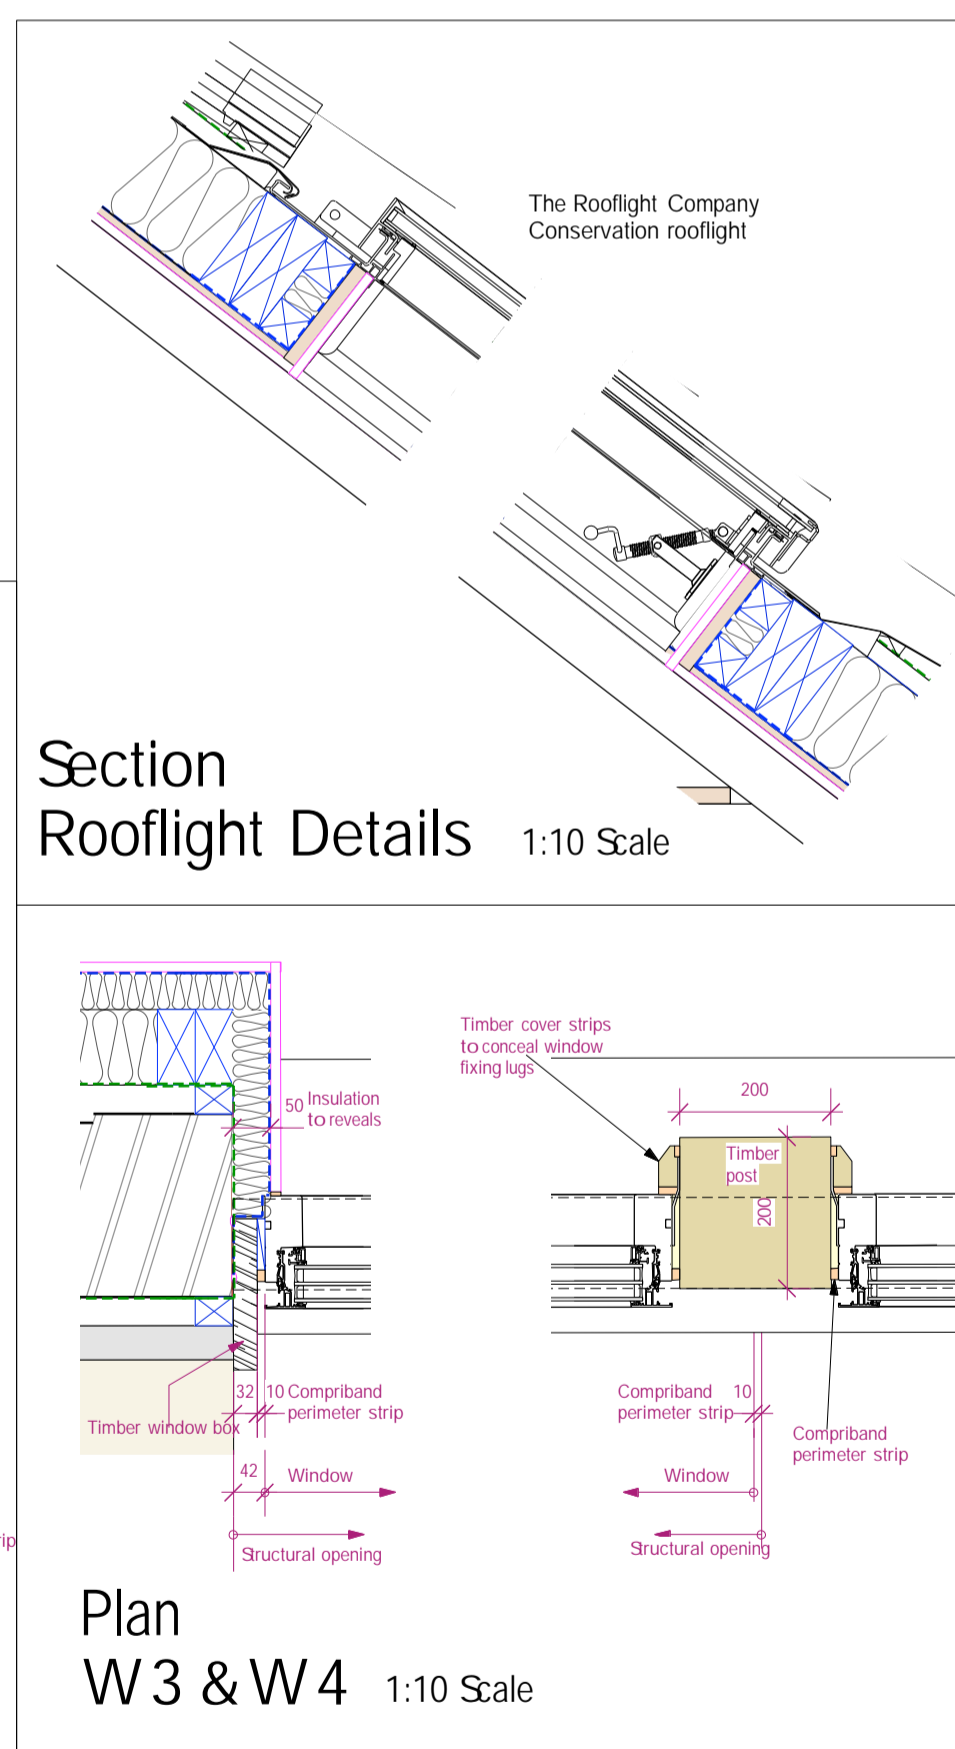 The Rooflight Company
Conservation rooflight
Section
Rooflight Details 1:10 Scale
Timber cover strips
to conceal window
fixing lugs
200
50 Insulation
to reveals
Timber
post
200
32 10 Compriband
perimeter strip
Timber window box
Compriband 10
perimeter strip
Compriband
perimeter strip
42 Window
Window
Structural opening
Structural opening
Plan
W3 & W4 1:10 Scale